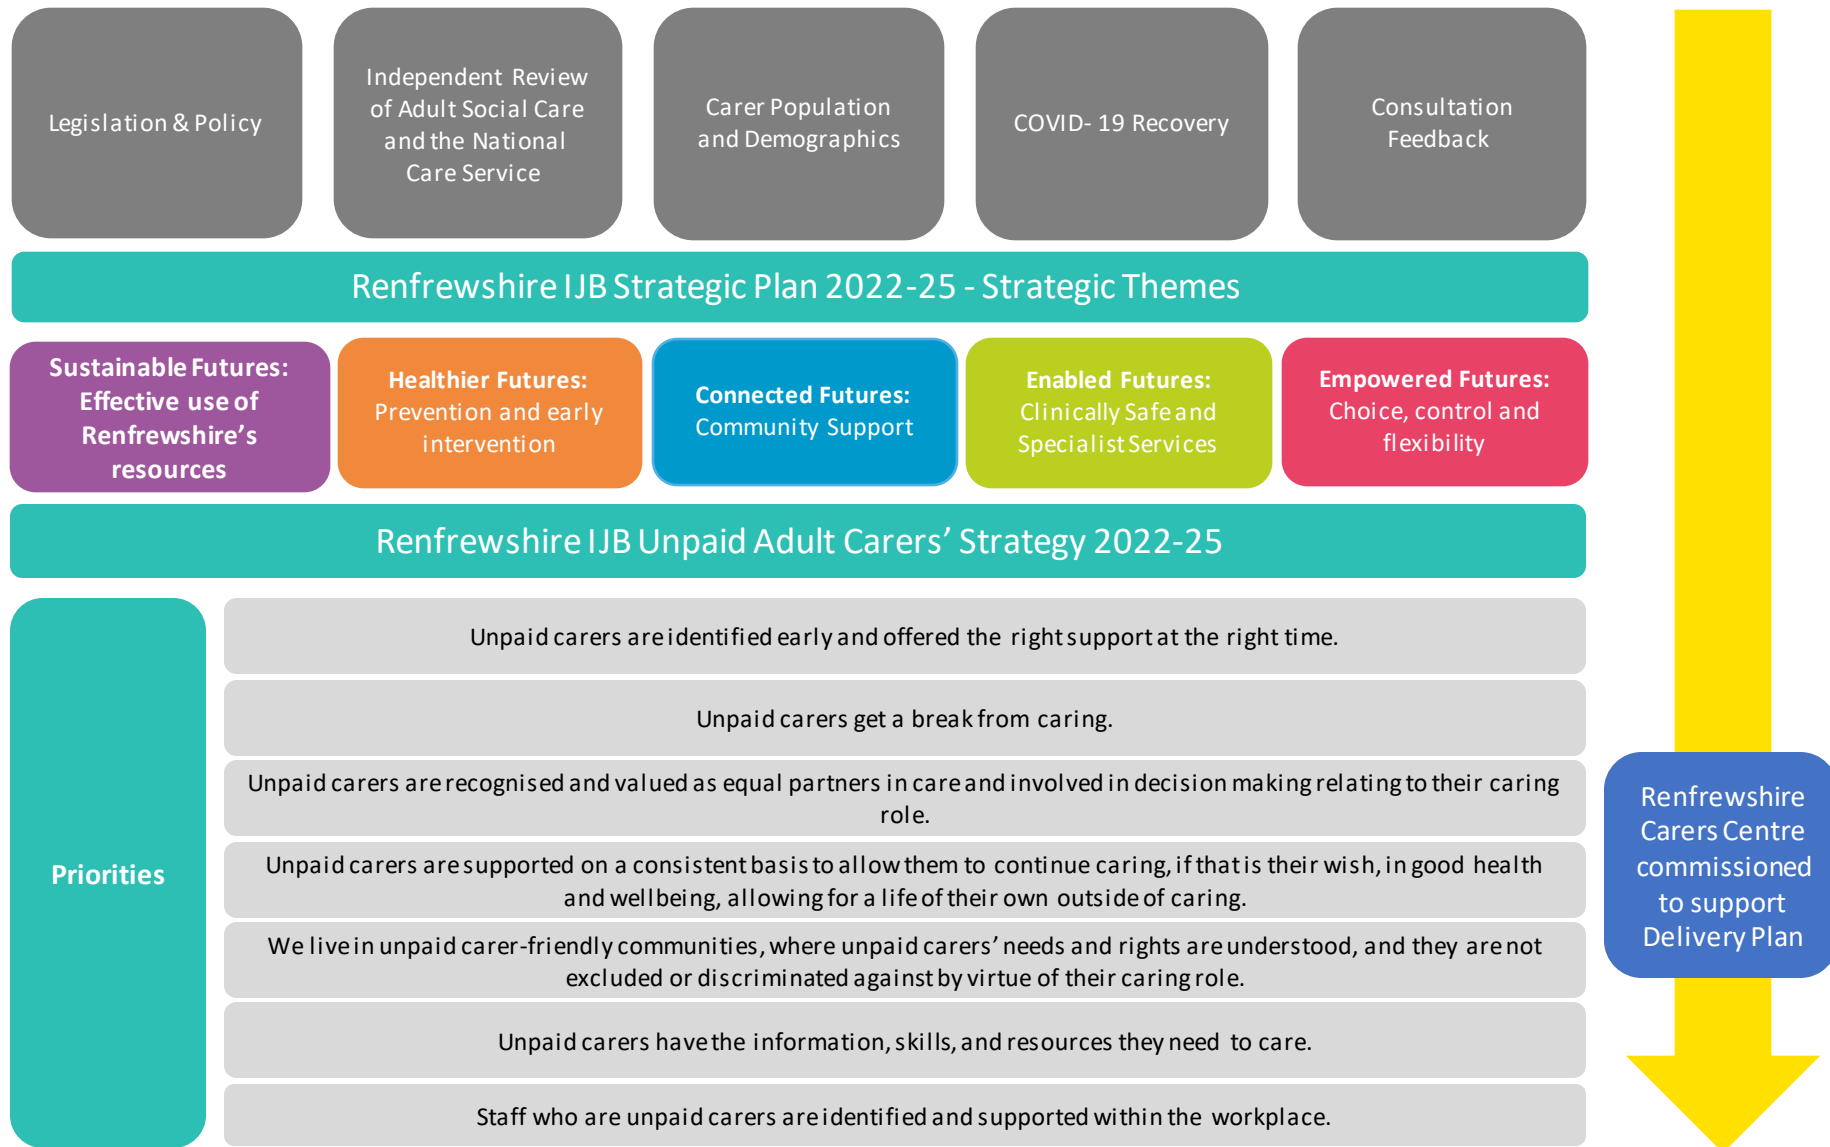 Legislation & Policy
Independent Review
of Adult Social Care
and the National
Care Service
Carer Population
and Demographics
COVID- 19 Recovery
Consultation
Feedback
Renfrewshire IJB Strategic Plan 2022-25 - Strategic Themes
Sustainable Futures:
Effective use of
Renfrewshire’s
resources
Healthier Futures:
Prevention and early
intervention
Connected Futures:
Community Support
Enabled Futures:
Clinically Safe and
Specialist Services
Empowered Futures:
Choice, control and
flexibility
Renfrewshire IJB Unpaid Adult Carers’ Strategy 2022-25
Priorities
Unpaid carers are identified early and offered the right support at the right time.
Unpaid carers get a break from caring.
Unpaid carers are recognised and valued as equal partners in care and involved in decision making relating to their caring
role.
Unpaid carers are supported on a consistent basis to allow them to continue caring, if that is their wish, in good health
and wellbeing, allowing for a life of their own outside of caring.
We live in unpaid carer-friendly communities, where unpaid carers’ needs and rights are understood, and they are not
excluded or discriminated against by virtue of their caring role.
Unpaid carers have the information, skills, and resources they need to care.
Staff who are unpaid carers are identified and supported within the workplace.
Renfrewshire
Carers Centre
commissioned
to support
Delivery Plan